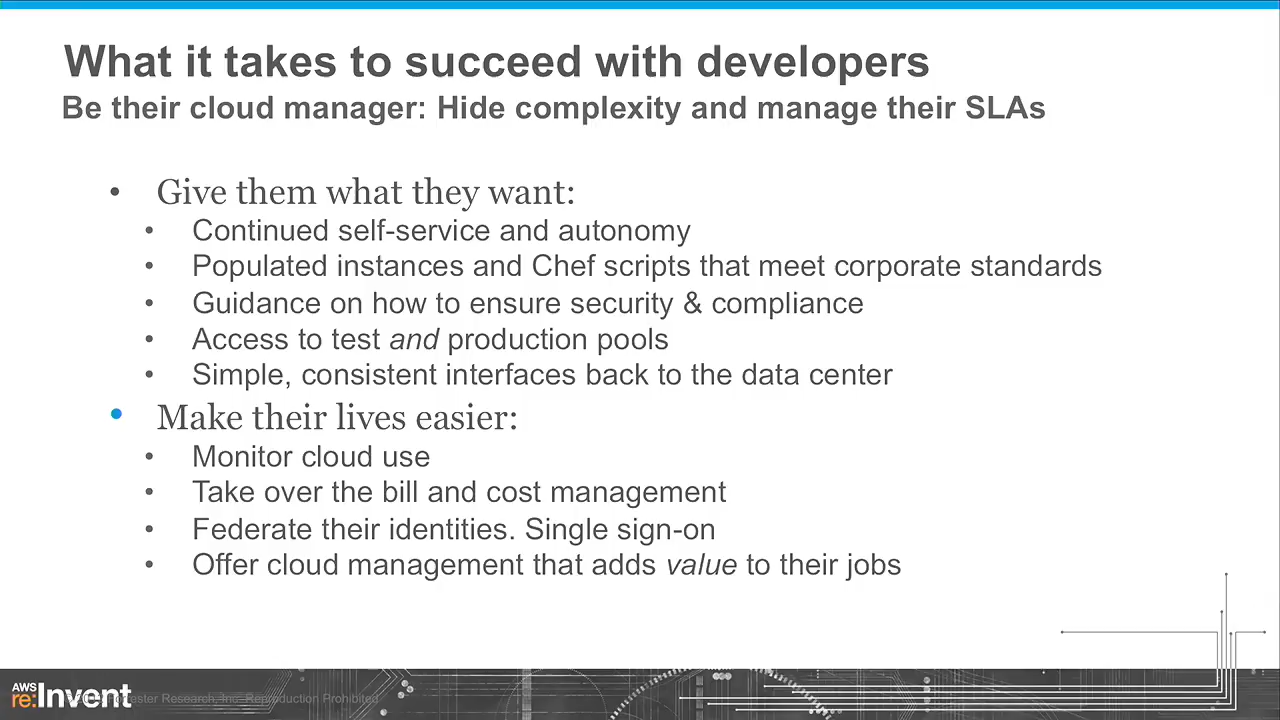 What it takes to succeed with developers
Be their cloud manager: Hide complexity and manage their SLAs
• Give them what they want:
• Continued self-service and autonomy
• Populated instances and Chef scripts that meet corporate standards
• Guidance on how to ensure security & compliance
• Access to test and production pools
• Simple, consistent interfaces back to the data center
• Make their lives easier:
• Monitor cloud use
• Take over the bill and cost management
• Federate their identities. Single sign-on
• Offer cloud management that adds value to their jobs
AWS
re:Invent
Research, Inc. Reproduction Prohibited